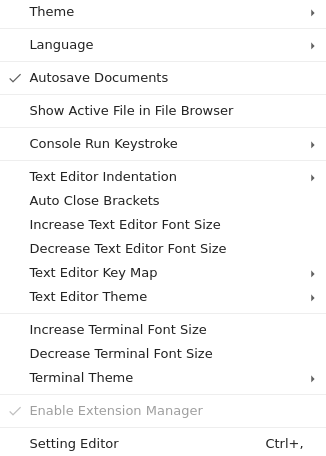 Theme
Language
Autosave Documents
Show Active File in File Browser
Console Run Keystroke
Text Editor Indentation
Auto Close Brackets
Increase Text Editor Font Size
Decrease Text Editor Font Size
Text Editor Key Map
Text Editor Theme
Increase Terminal Font Size
Decrease Terminal Font Size
Terminal Theme
Enable Extension Manager
Setting Editor Ctrl+,